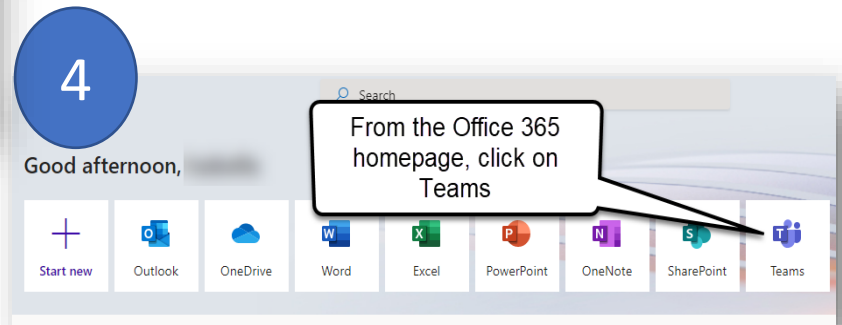 4
Search
From the Office 365
homepage, click on
Teams
Good afternoon,
Start new
Outlook
OneDrive
Word
Excel
PowerPoint
OneNote
SharePoint
Teams